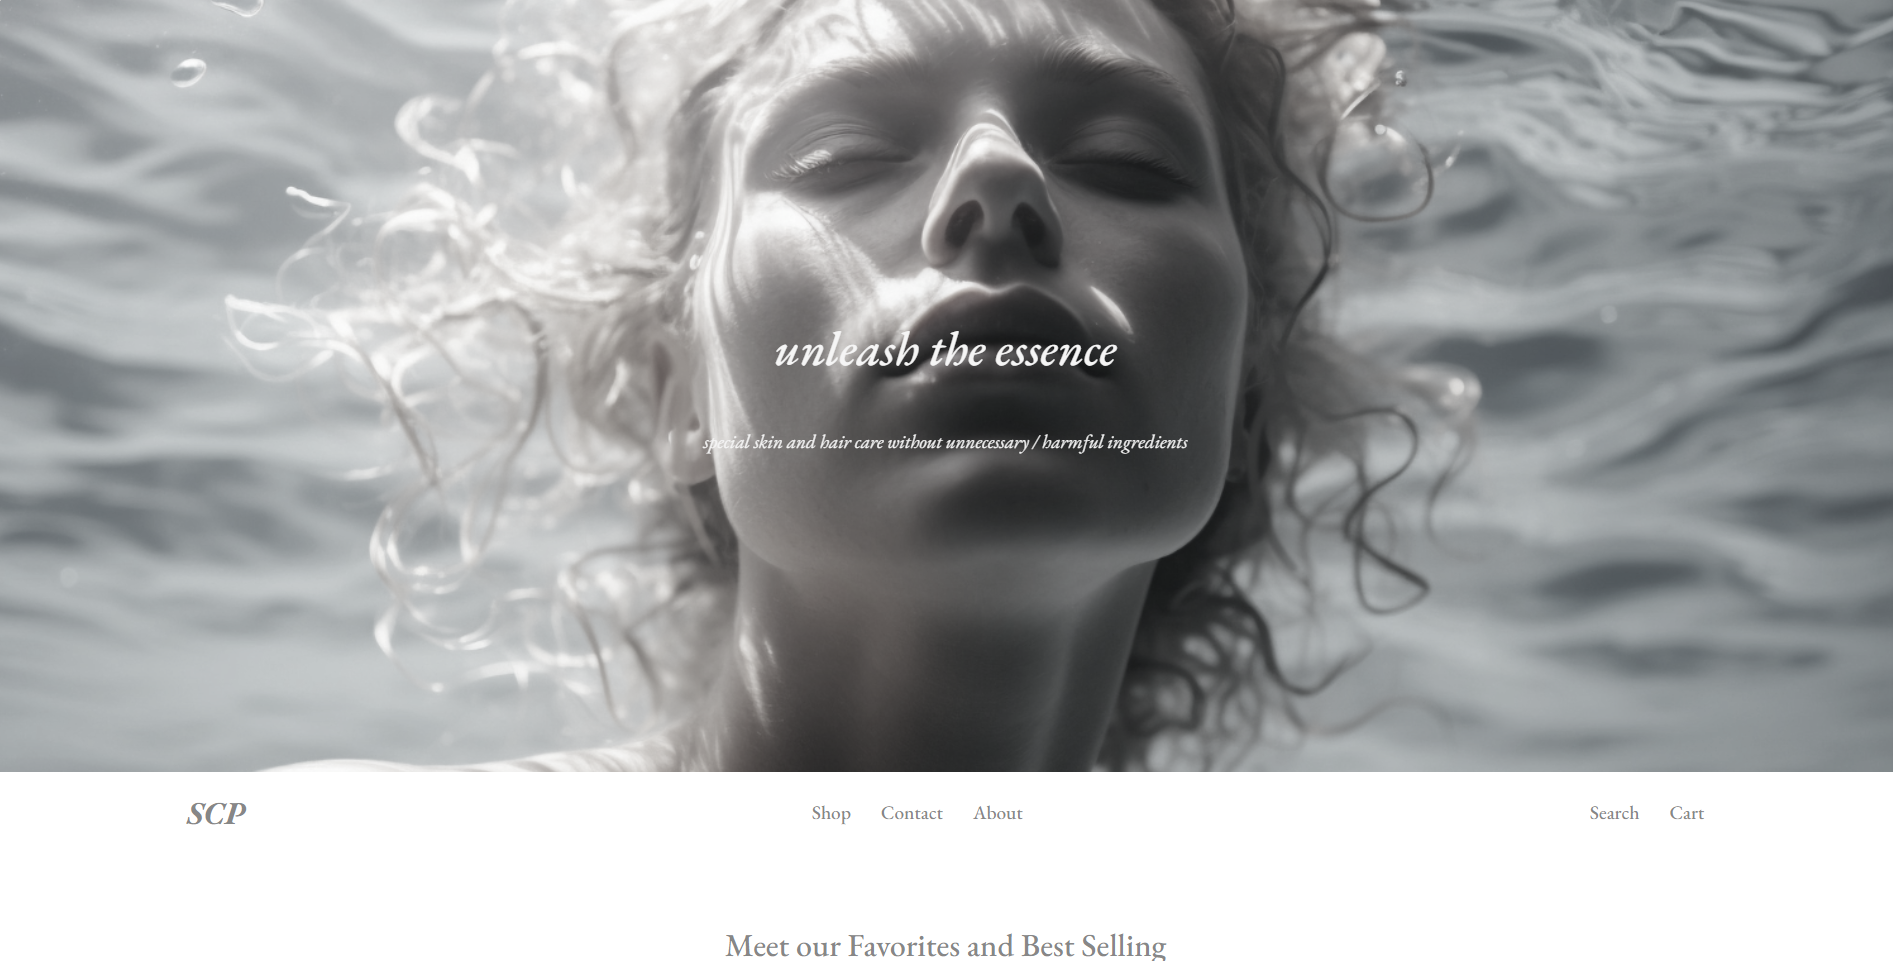 unleash the essence
special skin and hair care without unnecessary / harmful ingredients
SCP
Shop Contact About
Search Cart
Meet our Favorites and Best Selling